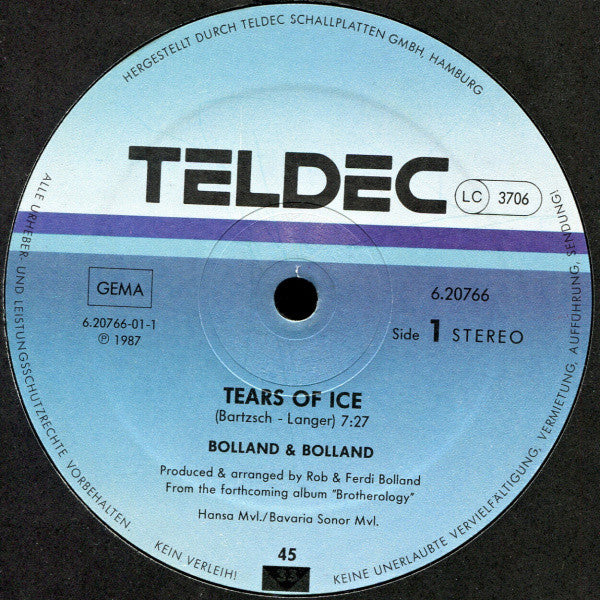 HERGESTELLT DURCH TELDEC SCHALLPLATTEN GMBH, HAMBURG
TELDEC
LC 3706
GEMA
6.20766-01-1
℗ 1987
6.20766
Side 1 STEREO
TEARS OF ICE
(Bartzsch - Langer) 7:27
BOLLAND & BOLLAND
Produced & arranged by Rob & Ferdi Bolland
From the forthcoming album "Brotherology"
Hansa Mvl./Bavaria Sonor Mvl.
45
33
ALLE URHEBER- UND LEISTUNGSSCHUTZRECHTE VORBEHALTEN.
KEIN VERLEIH!
KEINE UNERLAUBTE VERVIELFÄLTIGUNG, VERMIETUNG, AUFFÜHRUNG, SENDUNG!